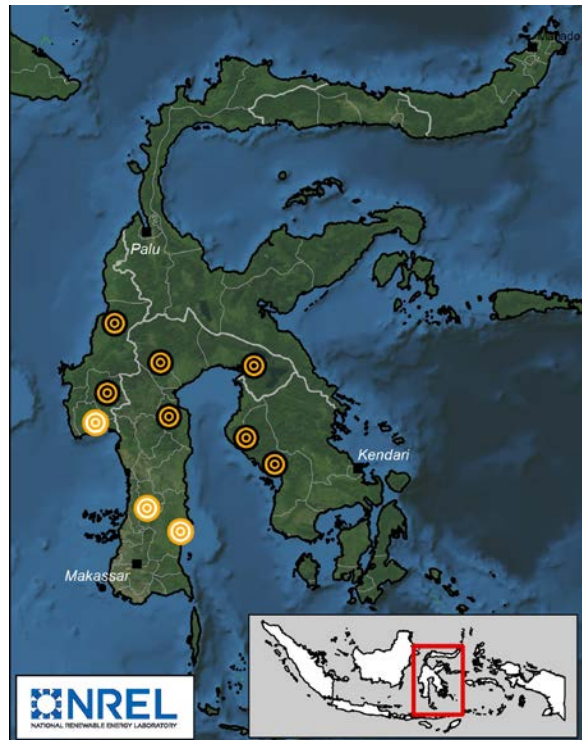 Manado
Palu
Kendari
Makassar
NREL
NATIONAL RENEWABLE ENERGY LABORATORY